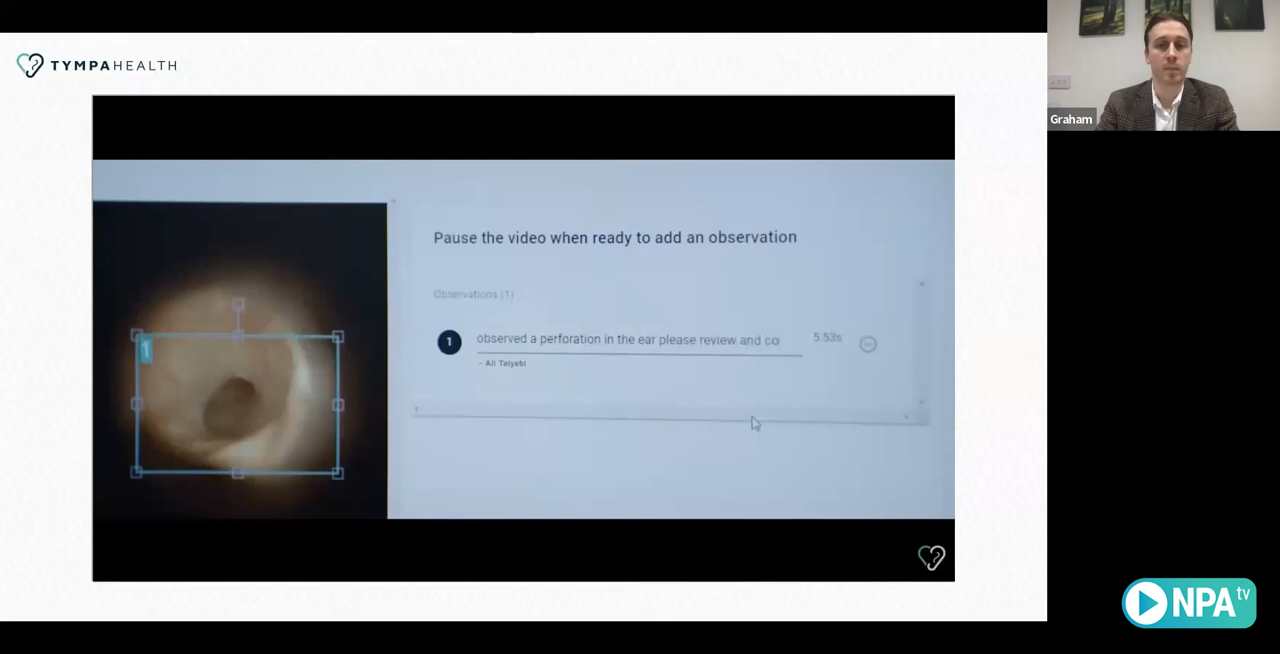 TYMPAHEALTH
Graham
Pause the video when ready to add an observation
Observations (1)
1
1
observed a perforation in the ear please review and co
5 53s
- Ali Taiyebi
NPA tv